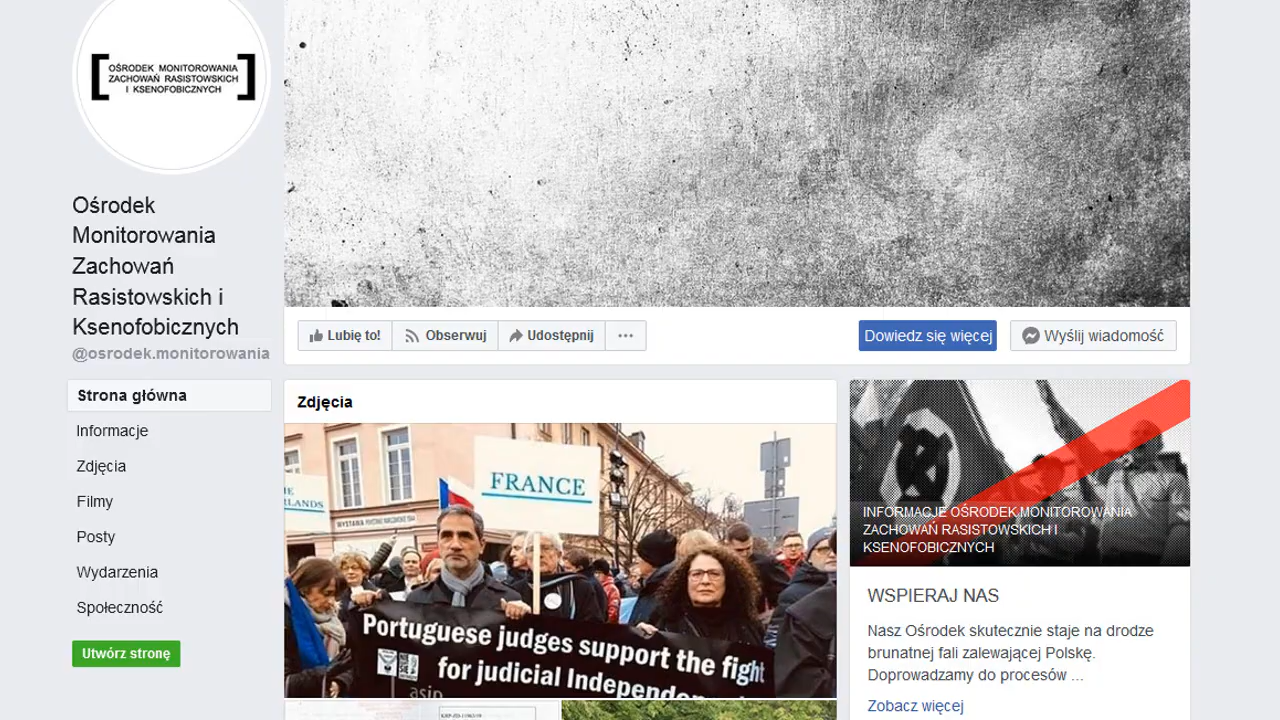 OŚRODEK MONITOROWANIA
ZACHOWAŃ RASISTOWSKICH
I KSENOFOBICZNYCH
Ośrodek
Monitorowania
Zachowań
Rasistowskich i
Ksenofobicznych
@osrodek.monitorowania
Strona główna
Informacje
Zdjęcia
Filmy
Posty
Wydarzenia
Społeczność
Utwórz stronę
Lubię to!
Obserwuj
Udostępnij
Dowiedz się więcej
Wyślij wiadomość
Zdjęcia
FRANCE
Portuguese judges support the fight
for judicial Independen
asjp
INFORMACJE OŚRODEK MONITOROWANIA
ZACHOWAŃ RASISTOWSKICH I
KSENOFOBICZNYCH
WSPIERAJ NAS
Nasz Ośrodek skutecznie staje na drodze
brunatnej fali zalewającej Polskę.
Doprowadzamy do procesów ...
Zobacz więcej